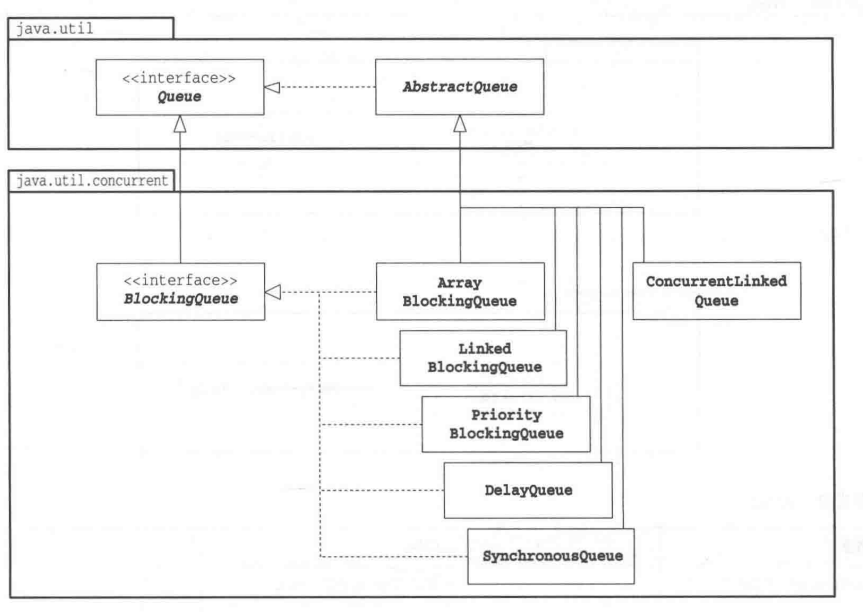 java.util
<<interface>>
Queue
AbstractQueue
java.util.concurrent
<<interface>>
BlockingQueue
Array
BlockingQueue
ConcurrentLinked
Queue
Linked
BlockingQueue
Priority
BlockingQueue
DelayQueue
SynchronousQueue